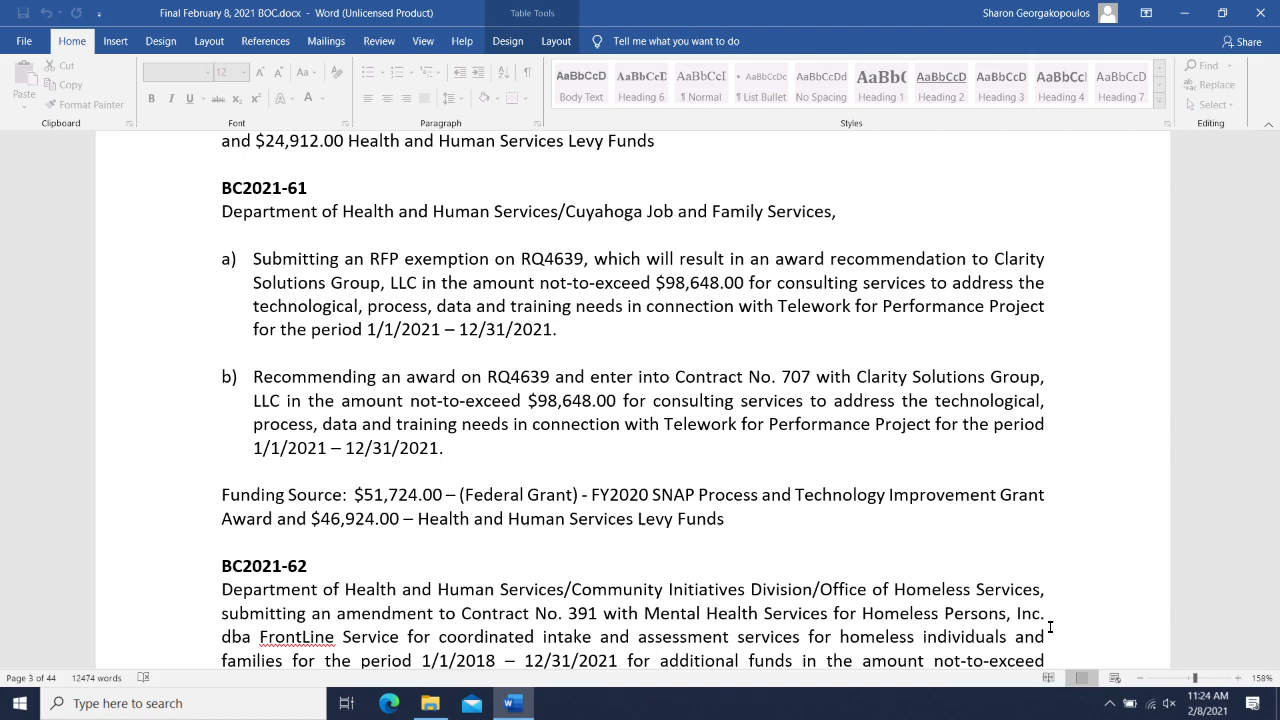 Final February 8, 2021 BOC.docx - Word (Unlicensed Product)
Table Tools
Sharon Georgakopoulos
File Home Insert Design Layout References Mailings Review View Help Design Layout Tell me what you want to do Share
Paste
Cut
Copy
Format Painter
Clipboard
12
Font
Paragraph
AaBbCcD AaBbCcD AaBbCcD AaBbCcDc AaBbCcDd AaBb( AaBbCcD AaBbCcD AaBbCc AaBbCcD
Body Text Heading 6 ¶ Normal ¶ List Bullet No Spacing Heading 1 Heading 2 Heading 3 Heading 4 Heading 7
Styles
Find
Replace
Select
Editing
and $24,912.00 Health and Human Services Levy Funds
BC2021-61
Department of Health and Human Services/Cuyahoga Job and Family Services,
a) Submitting an RFP exemption on RQ4639, which will result in an award recommendation to Clarity
Solutions Group, LLC in the amount not-to-exceed $98,648.00 for consulting services to address the
technological, process, data and training needs in connection with Telework for Performance Project
for the period 1/1/2021 – 12/31/2021.
b) Recommending an award on RQ4639 and enter into Contract No. 707 with Clarity Solutions Group,
LLC in the amount not-to-exceed $98,648.00 for consulting services to address the technological,
process, data and training needs in connection with Telework for Performance Project for the period
1/1/2021 – 12/31/2021.
Funding Source: $51,724.00 – (Federal Grant) - FY2020 SNAP Process and Technology Improvement Grant
Award and $46,924.00 – Health and Human Services Levy Funds
BC2021-62
Department of Health and Human Services/Community Initiatives Division/Office of Homeless Services,
submitting an amendment to Contract No. 391 with Mental Health Services for Homeless Persons, Inc.
dba FrontLine Service for coordinated intake and assessment services for homeless individuals and
families for the period 1/1/2018 – 12/31/2021 for additional funds in the amount not-to-exceed
Page 3 of 44 12474 words
158%
Type here to search
11:24 AM
2/8/2021